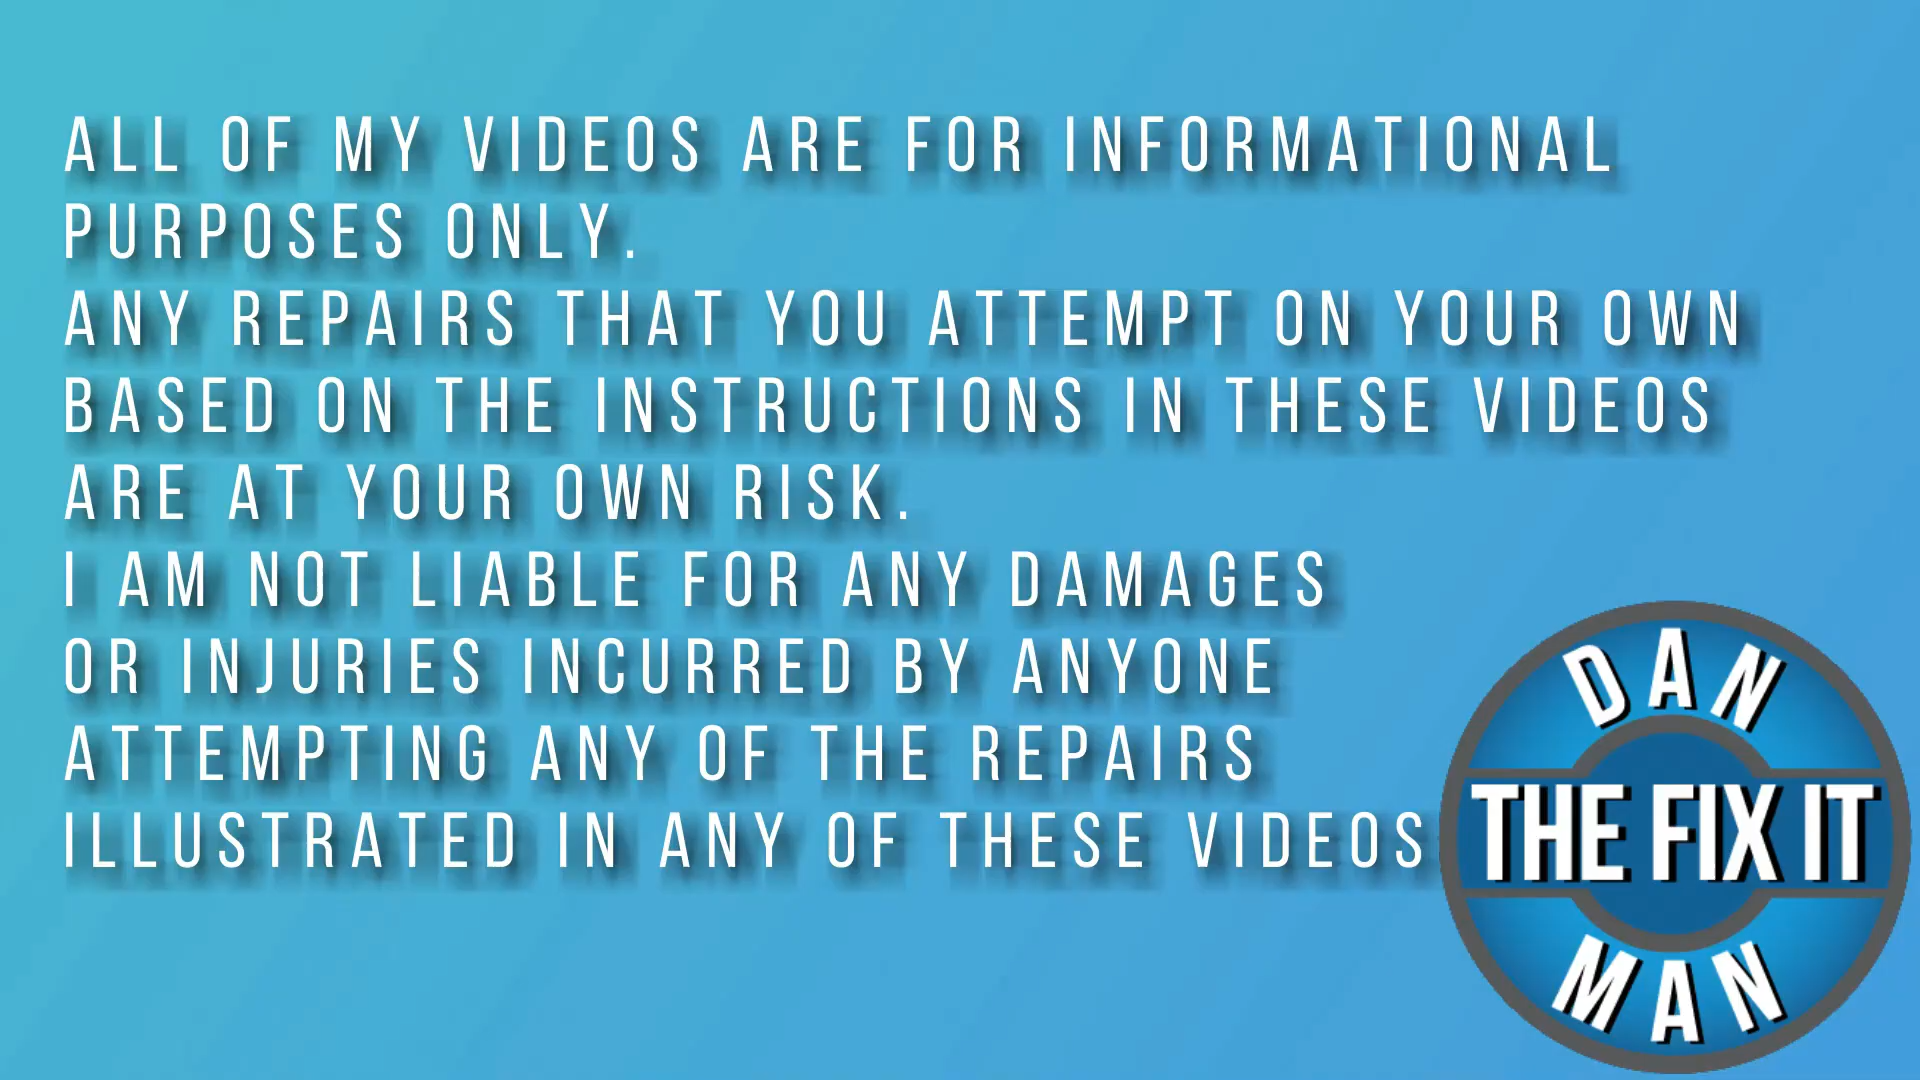 ALL OF MY VIDEOS ARE FOR INFORMATIONAL
PURPOSES ONLY.
ANY REPAIRS THAT YOU ATTEMPT ON YOUR OWN
BASED ON THE INSTRUCTIONS IN THESE VIDEOS
ARE AT YOUR OWN RISK.
I AM NOT LIABLE FOR ANY DAMAGES
OR INJURIES INCURRED BY ANYONE
ATTEMPTING ANY OF THE REPAIRS
ILLUSTRATED IN ANY OF THESE VIDEOS
DAN
THE FIX IT
MAN